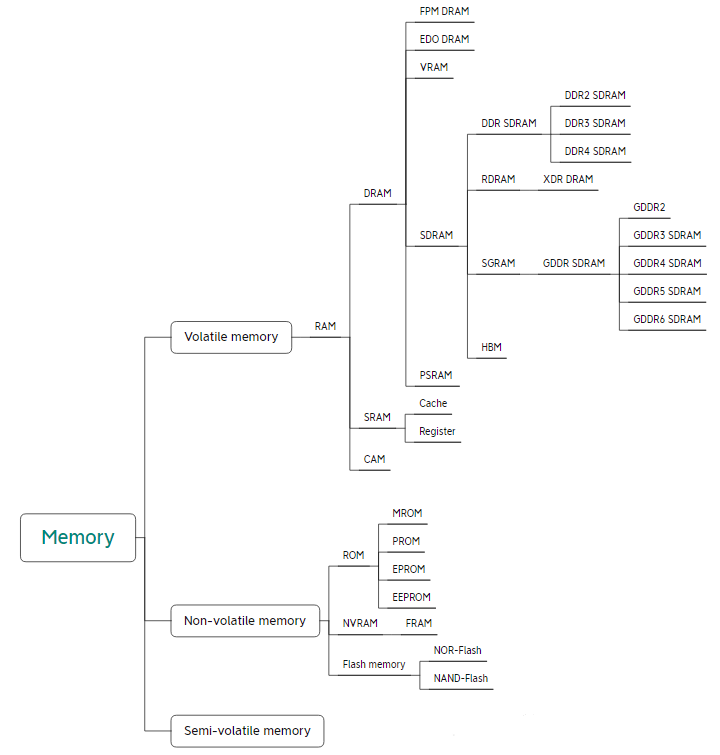 FPM DRAM
EDO DRAM
VRAM
DDR2 SDRAM
DDR SDRAM
DDR3 SDRAM
DDR4 SDRAM
RDRAM
XDR DRAM
DRAM
GDDR2
SDRAM
GDDR3 SDRAM
SGRAM
GDDR SDRAM
GDDR4 SDRAM
GDDR5 SDRAM
GDDR6 SDRAM
RAM
Volatile memory
HBM
PSRAM
Cache
SRAM
Register
CAM
MROM
Memory
PROM
ROM
EPROM
EEPROM
Non-volatile memory
NVRAM
FRAM
NOR-Flash
Flash memory
NAND-Flash
Semi-volatile memory